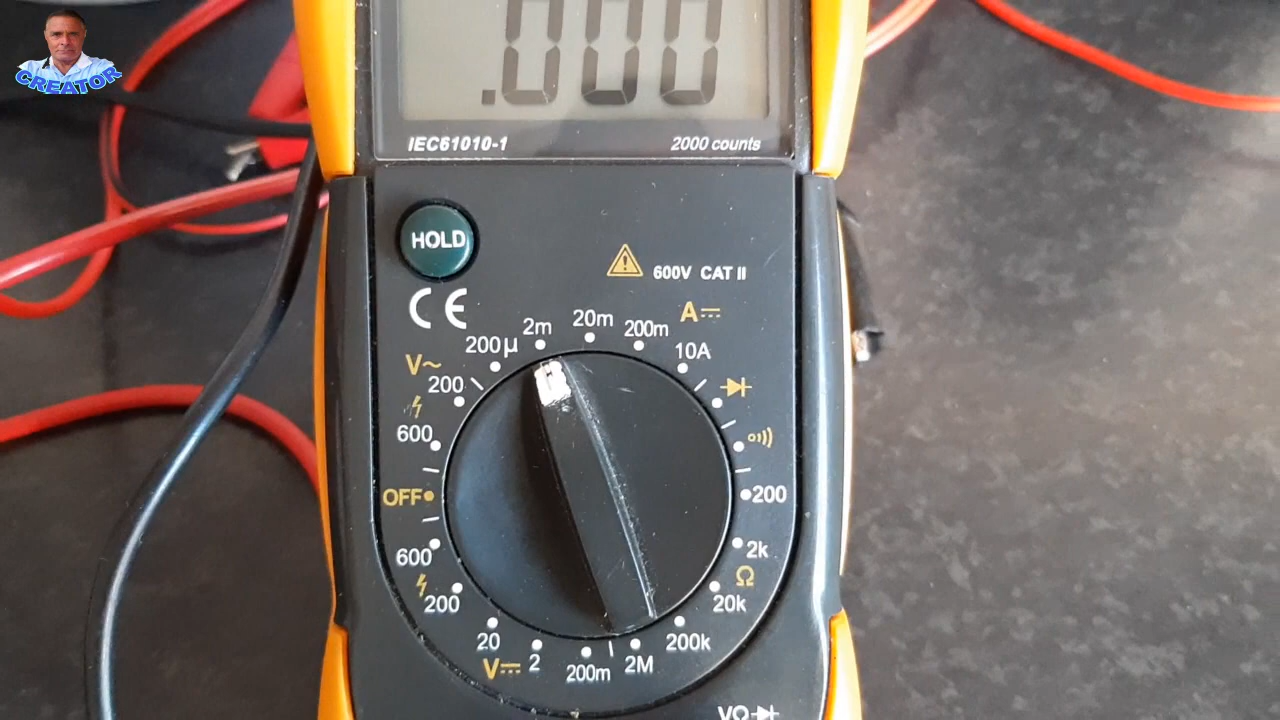 CREATOR
.000
IEC61010-1 2000 counts
HOLD
600V CAT II
CE
A
2m 20m 200m
200µ 10A
V~
200
600
OFF 200
600 2k
Ω
200 20k
20 200k
V 2 200m 2M
VΩ